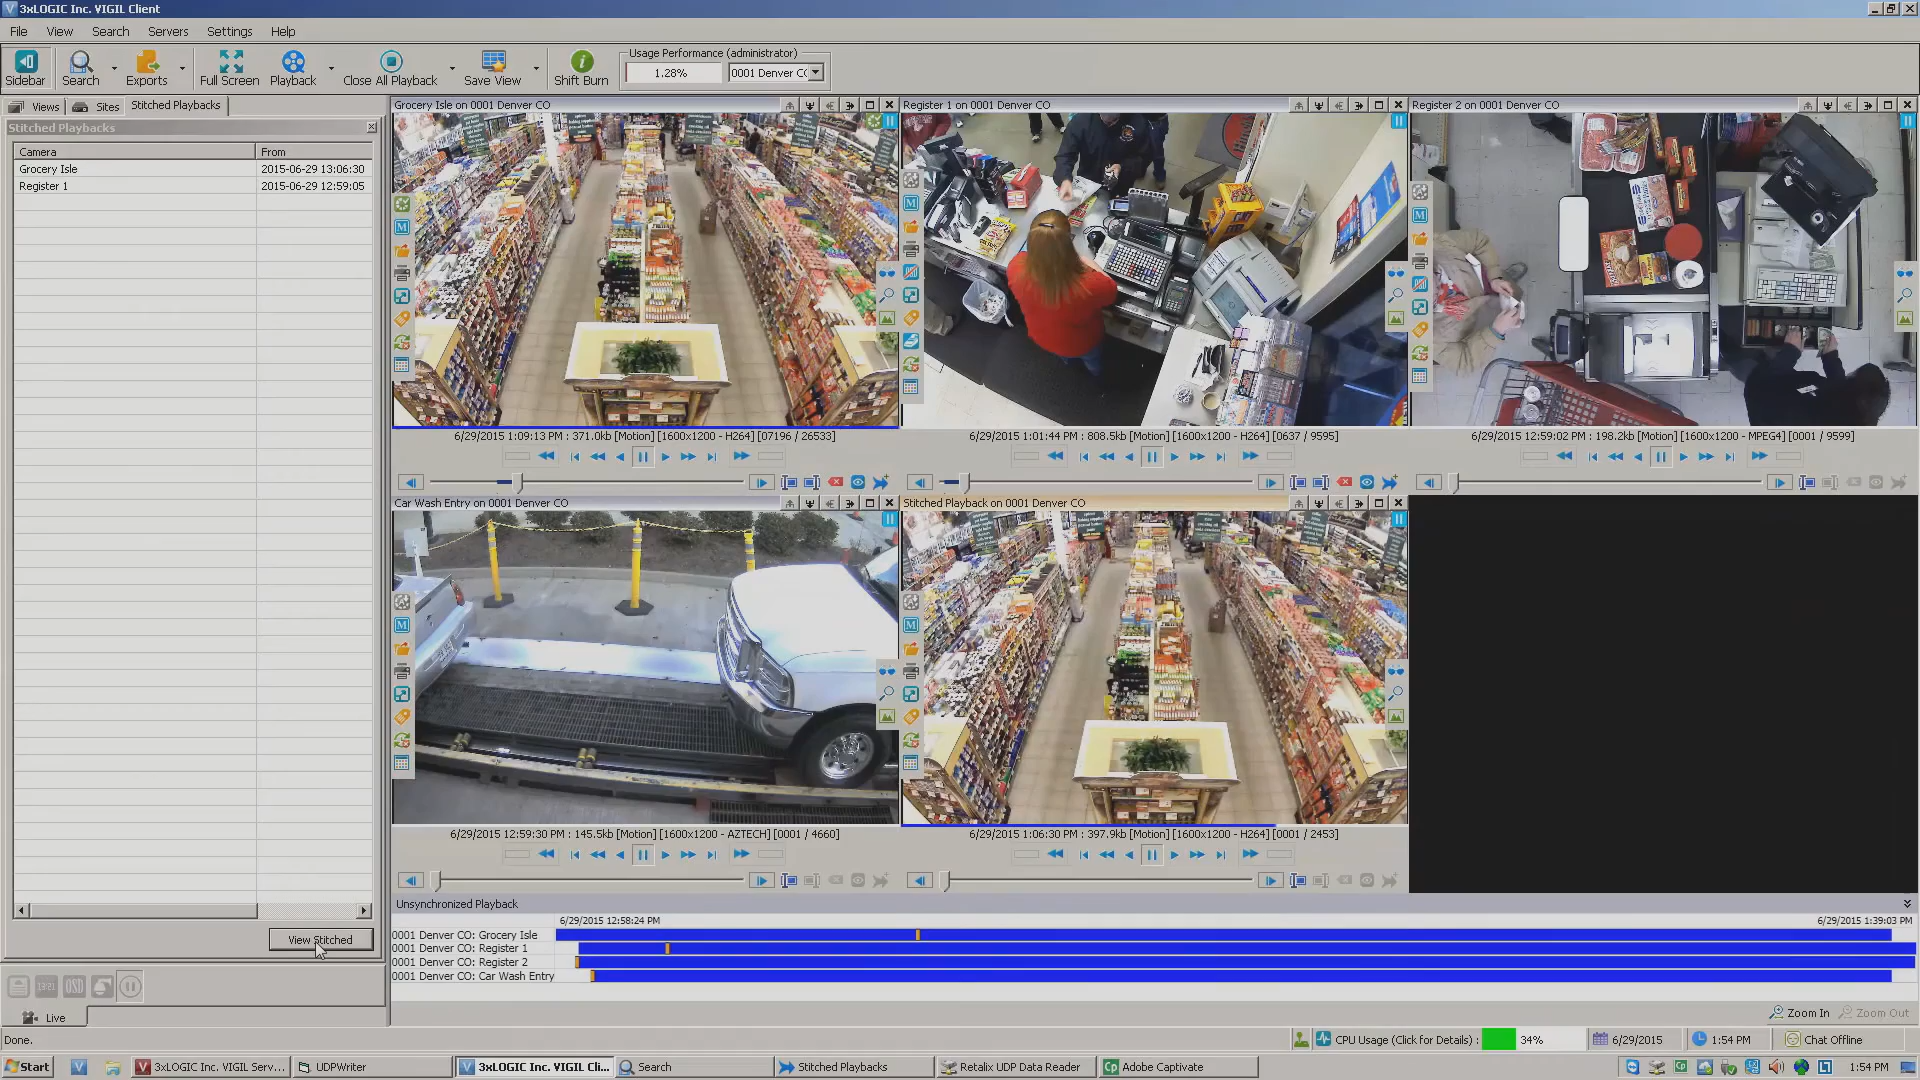 3xLOGIC Inc. VIGIL Client
File View Search Servers Settings Help
Usage Performance (administrator)
1.28% 0001 Denver C
Sidebar Search Exports Full Screen Playback Close All Playback Save View Shift Burn
Views Sites Stitched Playbacks
Stitched Playbacks
Camera From
Grocery Isle 2015-06-29 13:06:30
Register 1 2015-06-29 12:59:05
View Stitched
Live
Grocery Isle on 0001 Denver CO
6/29/2015 1:09:13 PM : 371.0kb [Motion] [1600x1200 - H264] [07196 / 26533]
Register 1 on 0001 Denver CO
6/29/2015 1:01:44 PM : 808.5kb [Motion] [1600x1200 - H264] [0637 / 9595]
Register 2 on 0001 Denver CO
6/29/2015 12:59:02 PM : 198.2kb [Motion] [1600x1200 - MPEG4] [0001 / 9599]
Car Wash Entry on 0001 Denver CO
6/29/2015 12:59:30 PM : 145.5kb [Motion] [1600x1200 - AZTECH] [0001 / 4660]
Stitched Playback on 0001 Denver CO
6/29/2015 1:06:30 PM : 397.9kb [Motion] [1600x1200 - H264] [0001 / 2453]
Unsynchronized Playback
6/29/2015 12:58:24 PM 6/29/2015 1:39:03 PM
0001 Denver CO: Grocery Isle
0001 Denver CO: Register 1
0001 Denver CO: Register 2
0001 Denver CO: Car Wash Entry
Zoom In Zoom Out
Done. CPU Usage (Click for Details) : 34% 6/29/2015 1:54 PM Chat Offline
Start 3xLOGIC Inc. VIGIL Serv... UDPWriter 3xLOGIC Inc. VIGIL Cli... Search Stitched Playbacks Retalix UDP Data Reader Adobe Captivate 1:54 PM